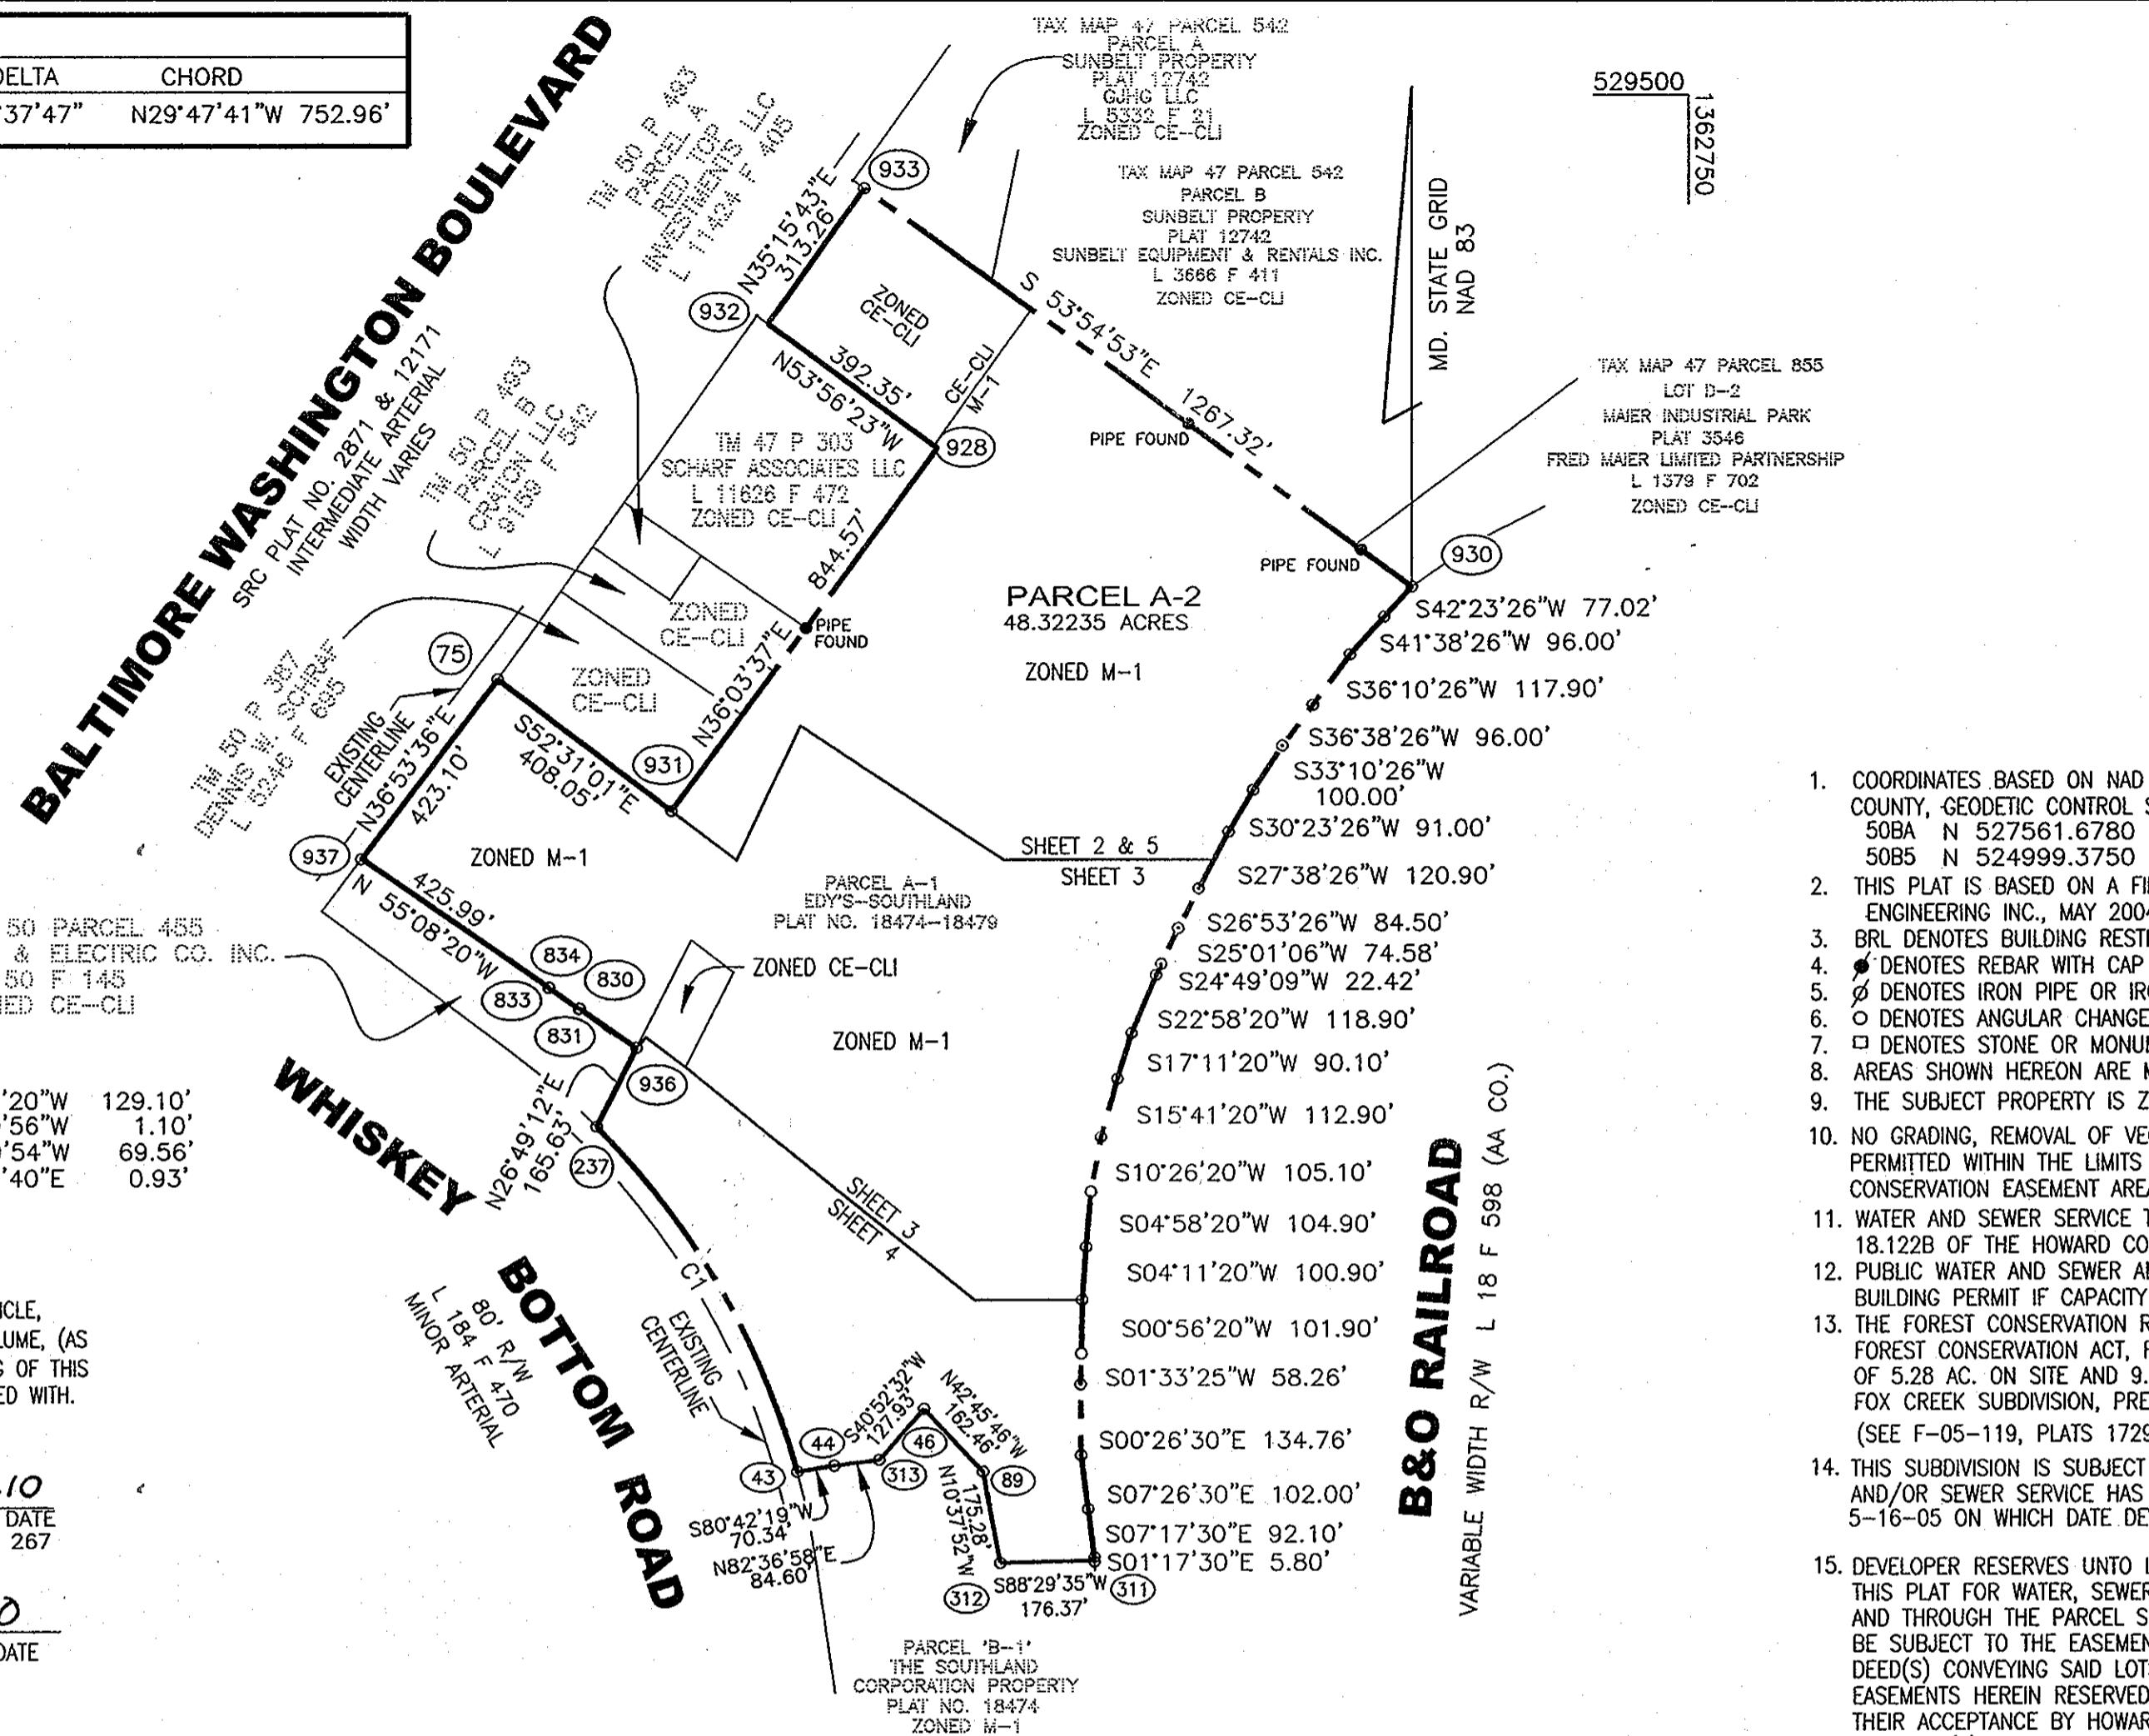 DELTA CHORD
°37'47" N29°47'41"W 752.96'
BALTIMORE WASHINGTON BOULEVARD
SRC PLAT NO. 2871 & 12171
INTERMEDIATE ARTERIAL
WIDTH VARIES
TM 50 P 493
PARCEL A
RED TOP
INVESTMENTS LLC
L 11424 F 405
TAX MAP 47 PARCEL 542
PARCEL A
SUNBELT PROPERTY
PLAT 12742
GJHG LLC
L 5332 F 21
ZONED CE-CLI
TAX MAP 47 PARCEL 542
PARCEL B
SUNBELT PROPERTY
PLAT 12742
SUNBELT EQUIPMENT & RENTALS INC.
L 3666 F 411
ZONED CE-CLI
529500
1362750
MD. STATE GRID
NAD 83
933
N35°15'43"E
313.26'
932
ZONED
CE-CLI
392.35'
N53°56'23"W
CE-CLI
M-1
928
S 53°54'53"E 1267.32'
PIPE FOUND
PIPE FOUND
930
TAX MAP 47 PARCEL 855
LOT D-2
MAIER INDUSTRIAL PARK
PLAT 3546
FRED MAIER LIMITED PARTNERSHIP
L 1379 F 702
ZONED CE-CLI
TM 50 P 493
PARCEL B
CRATON LLC
L 9159 F 542
TM 47 P 303
SCHARF ASSOCIATES LLC
L 11626 F 472
ZONED CE-CLI
844.57'
N36°03'37"E
PIPE
FOUND
ZONED
CE-CLI
ZONED
CE-CLI
PARCEL A-2
48.32235 ACRES
ZONED M-1
TM 50 P 387
DENNIS W. SCHRAF
L 5246 F 695
75
EXISTING
CENTERLINE
N36°53'36"E
423.10'
S52°31'01"E
408.05'
931
937
ZONED M-1
425.99'
N 55°08'20"W
834
830
833
831
936
PARCEL A-1
EDY'S-SOUTHLAND
PLAT NO. 18474-18479
SHEET 2 & 5
SHEET 3
ZONED CE-CLI
ZONED M-1
50 PARCEL 455
& ELECTRIC CO. INC.
50 F 145
ED CE-CLI
S42°23'26"W 77.02'
S41°38'26"W 96.00'
S36°10'26"W 117.90'
S36°38'26"W 96.00'
S33°10'26"W
100.00'
S30°23'26"W 91.00'
S27°38'26"W 120.90'
S26°53'26"W 84.50'
S25°01'06"W 74.58'
S24°49'09"W 22.42'
S22°58'20"W 118.90'
S17°11'20"W 90.10'
S15°41'20"W 112.90'
S10°26'20"W 105.10'
S04°58'20"W 104.90'
S04°11'20"W 100.90'
S00°56'20"W 101.90'
S01°33'25"W 58.26'
S00°26'30"E 134.76'
S07°26'30"E 102.00'
S07°17'30"E 92.10'
S01°17'30"E 5.80'
B&O RAILROAD
VARIABLE WIDTH R/W L 18 F 598 (AA CO.)
'20"W 129.10'
'56"W 1.10'
'54"W 69.56'
'40"E 0.93'
WHISKEY
BOTTOM ROAD
N26°49'12"E
165.63'
237
SHEET 3
SHEET 4
C1
EXISTING
CENTERLINE
80' R/W
L 184 F 470
MINOR ARTERIAL
43
44
S40°52'32"W
127.93'
46
313
N42°45'46"W
162.46'
89
S80°42'19"W
70.34'
N82°36'58"E
84.60'
175.28'
N10°37'52"W
312
S88°29'35"W
176.37'
311
PARCEL 'B-1'
THE SOUTHLAND
CORPORATION PROPERTY
PLAT NO. 18474
ZONED M-1
ICLE,
LUME, (AS
G OF THIS
ED WITH.
.10
DATE
267
0
DATE
1. COORDINATES BASED ON NAD
COUNTY, GEODETIC CONTROL S
50BA N 527561.6780
50B5 N 524999.3750
2. THIS PLAT IS BASED ON A FI
ENGINEERING INC., MAY 2004
3. BRL DENOTES BUILDING REST
4. DENOTES REBAR WITH CAP
5. DENOTES IRON PIPE OR IR
6. DENOTES ANGULAR CHANGE
7. DENOTES STONE OR MONU
8. AREAS SHOWN HEREON ARE M
9. THE SUBJECT PROPERTY IS Z
10. NO GRADING, REMOVAL OF VE
PERMITTED WITHIN THE LIMITS
CONSERVATION EASEMENT AREA
11. WATER AND SEWER SERVICE T
18.122B OF THE HOWARD CO
12. PUBLIC WATER AND SEWER A
BUILDING PERMIT IF CAPACITY
13. THE FOREST CONSERVATION R
FOREST CONSERVATION ACT, F
OF 5.28 AC. ON SITE AND 9.
FOX CREEK SUBDIVISION, PRE
(SEE F-05-119, PLATS 1729
14. THIS SUBDIVISION IS SUBJECT
AND/OR SEWER SERVICE HAS
5-16-05 ON WHICH DATE DE
15. DEVELOPER RESERVES UNTO I
THIS PLAT FOR WATER, SEWER
AND THROUGH THE PARCEL S
BE SUBJECT TO THE EASEMEN
DEED(S) CONVEYING SAID LOT
EASEMENTS HEREIN RESERVED
THEIR ACCEPTANCE BY HOWAR